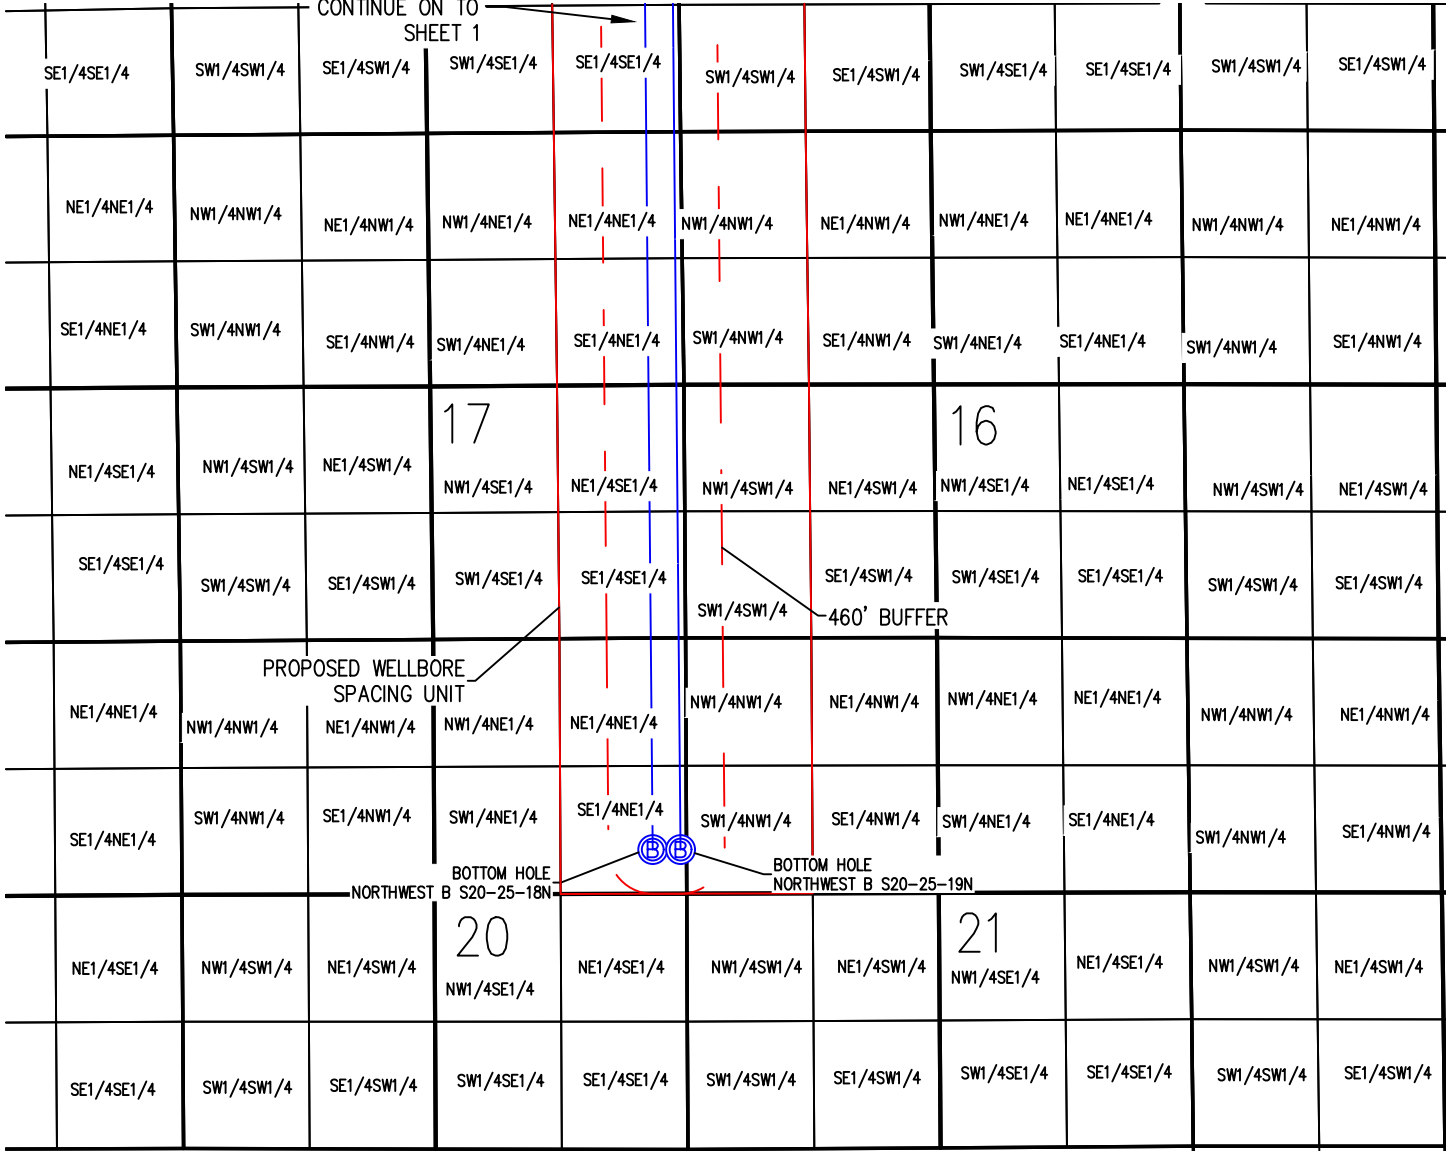 CONTINUE ON TO
SHEET 1
SE1/4SE1/4 SW1/4SW1/4 SE1/4SW1/4 SW1/4SE1/4 SE1/4SE1/4 SW1/4SW1/4 SE1/4SW1/4 SW1/4SE1/4 SE1/4SE1/4 SW1/4SW1/4 SE1/4SW1/4
NE1/4NE1/4 NW1/4NW1/4 NE1/4NW1/4 NW1/4NE1/4 NE1/4NE1/4 NW1/4NW1/4 NE1/4NW1/4 NW1/4NE1/4 NE1/4NE1/4 NW1/4NW1/4 NE1/4NW1/4
SE1/4NE1/4 SW1/4NW1/4 SE1/4NW1/4 SW1/4NE1/4 SE1/4NE1/4 SW1/4NW1/4 SE1/4NW1/4 SW1/4NE1/4 SE1/4NE1/4 SW1/4NW1/4 SE1/4NW1/4
17 16
NE1/4SE1/4 NW1/4SW1/4 NE1/4SW1/4 NW1/4SE1/4 NE1/4SE1/4 NW1/4SW1/4 NE1/4SW1/4 NW1/4SE1/4 NE1/4SE1/4 NW1/4SW1/4 NE1/4SW1/4
SE1/4SE1/4 SW1/4SW1/4 SE1/4SW1/4 SW1/4SE1/4 SE1/4SE1/4 SW1/4SW1/4 SE1/4SW1/4 SW1/4SE1/4 SE1/4SE1/4 SW1/4SW1/4 SE1/4SW1/4
460' BUFFER
PROPOSED WELLBORE
SPACING UNIT
NE1/4NE1/4 NW1/4NW1/4 NE1/4NW1/4 NW1/4NE1/4 NE1/4NE1/4 NW1/4NW1/4 NE1/4NW1/4 NW1/4NE1/4 NE1/4NE1/4 NW1/4NW1/4 NE1/4NW1/4
SE1/4NE1/4 SW1/4NW1/4 SE1/4NW1/4 SW1/4NE1/4 SE1/4NE1/4 SW1/4NW1/4 SE1/4NW1/4 SW1/4NE1/4 SE1/4NE1/4 SW1/4NW1/4 SE1/4NW1/4
B B
BOTTOM HOLE
NORTHWEST B S20-25-18N
BOTTOM HOLE
NORTHWEST B S20-25-19N
20 21
NE1/4SE1/4 NW1/4SW1/4 NE1/4SW1/4 NW1/4SE1/4 NE1/4SE1/4 NW1/4SW1/4 NE1/4SW1/4 NW1/4SE1/4 NE1/4SE1/4 NW1/4SW1/4 NE1/4SW1/4
SE1/4SE1/4 SW1/4SW1/4 SE1/4SW1/4 SW1/4SE1/4 SE1/4SE1/4 SW1/4SW1/4 SE1/4SW1/4 SW1/4SE1/4 SE1/4SE1/4 SW1/4SW1/4 SE1/4SW1/4